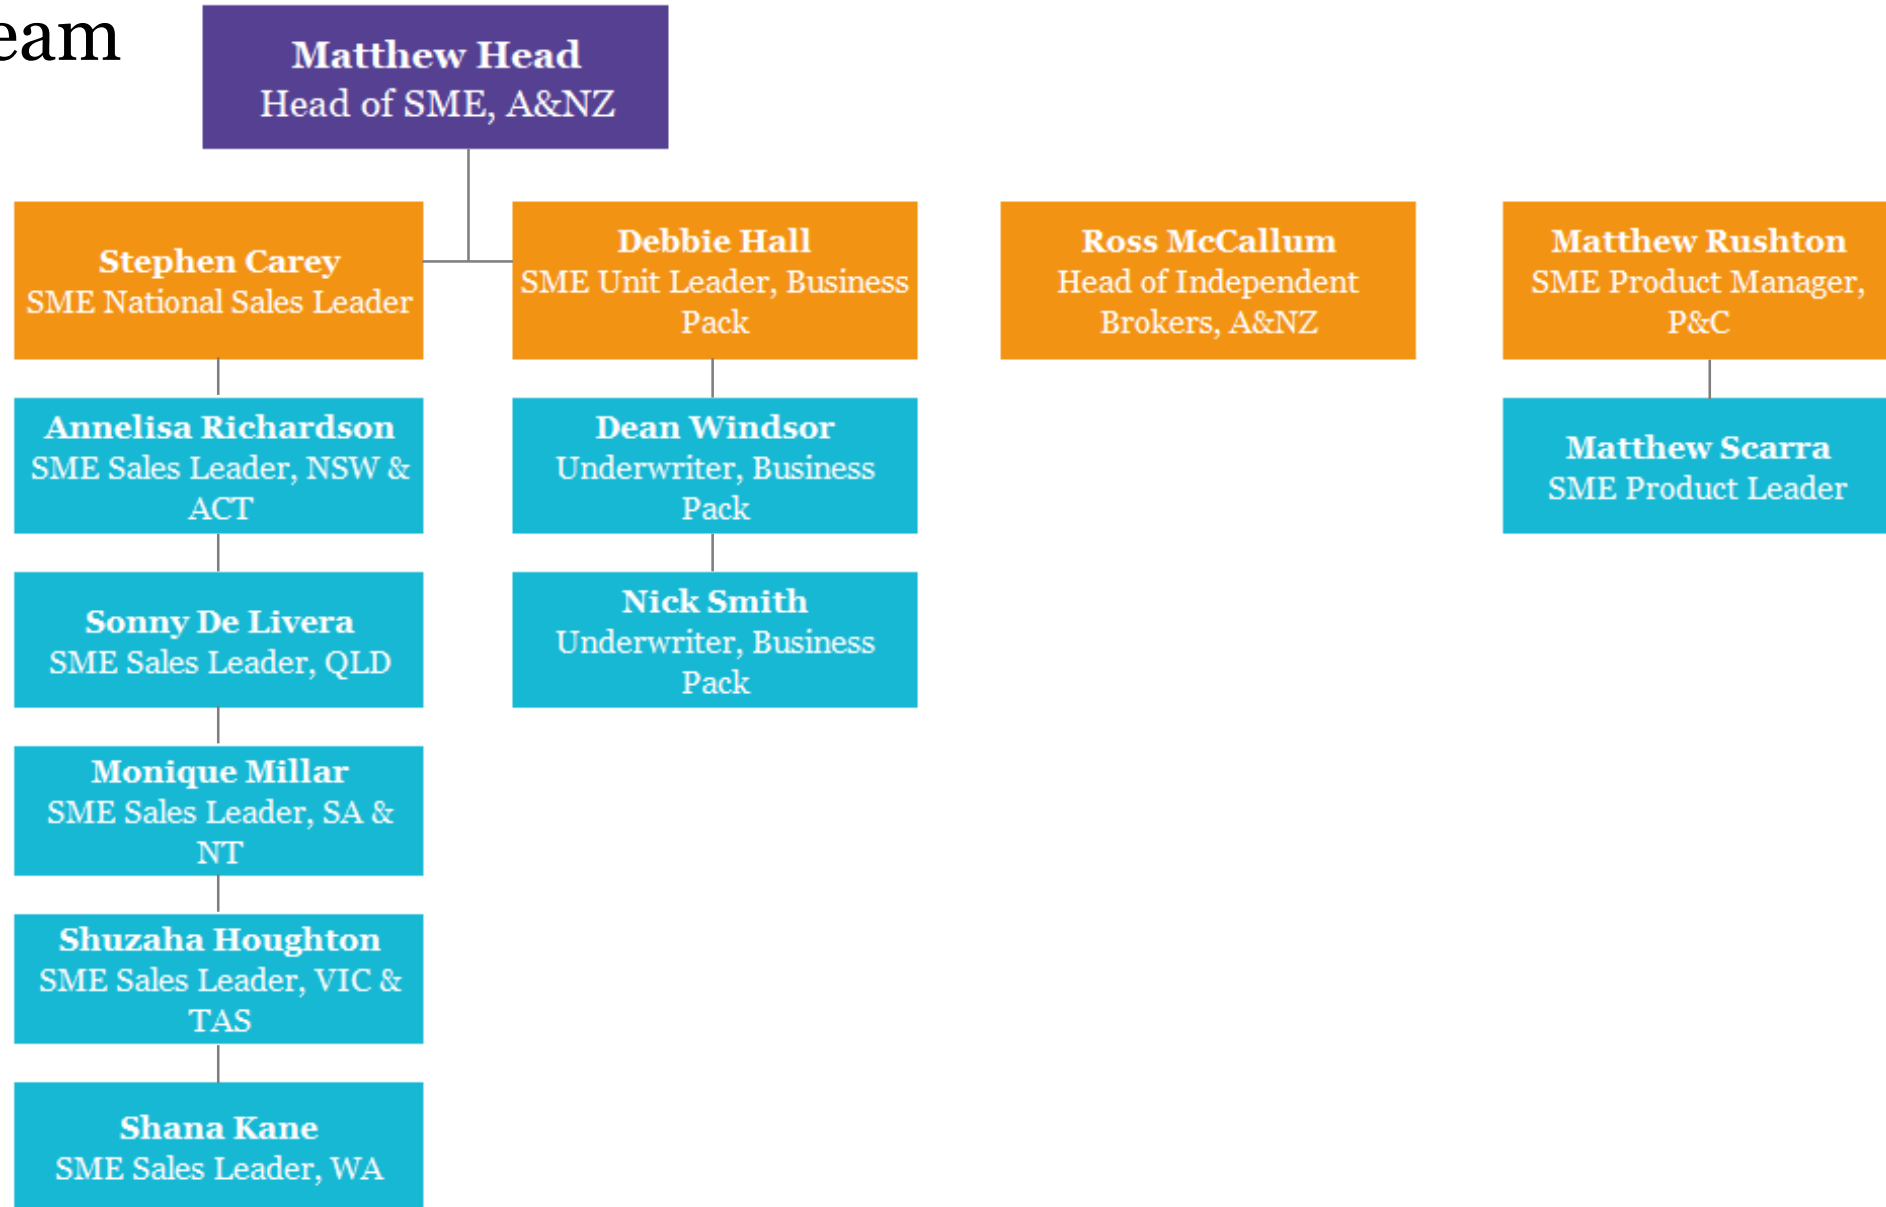 eam
Matthew Head
Head of SME, A&NZ
Stephen Carey
SME National Sales Leader
Debbie Hall
SME Unit Leader, Business
Pack
Ross McCallum
Head of Independent
Brokers, A&NZ
Matthew Rushton
SME Product Manager,
P&C
Annelisa Richardson
SME Sales Leader, NSW &
ACT
Dean Windsor
Underwriter, Business
Pack
Matthew Scarra
SME Product Leader
Sonny De Livera
SME Sales Leader, QLD
Nick Smith
Underwriter, Business
Pack
Monique Millar
SME Sales Leader, SA &
NT
Shuzaha Houghton
SME Sales Leader, VIC &
TAS
Shana Kane
SME Sales Leader, WA